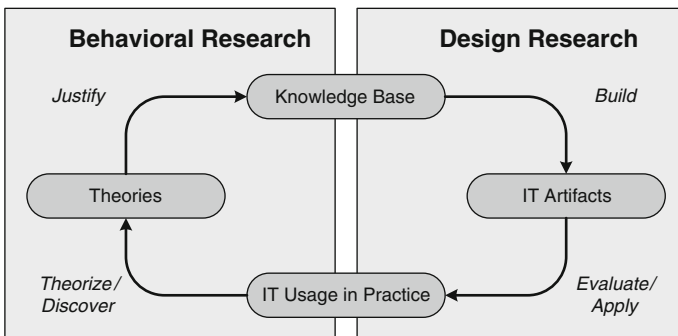 Behavioral Research
Design Research
Justify
Knowledge Base
Build
Theories
IT Artifacts
Theorize/
Discover
IT Usage in Practice
Evaluate/
Apply